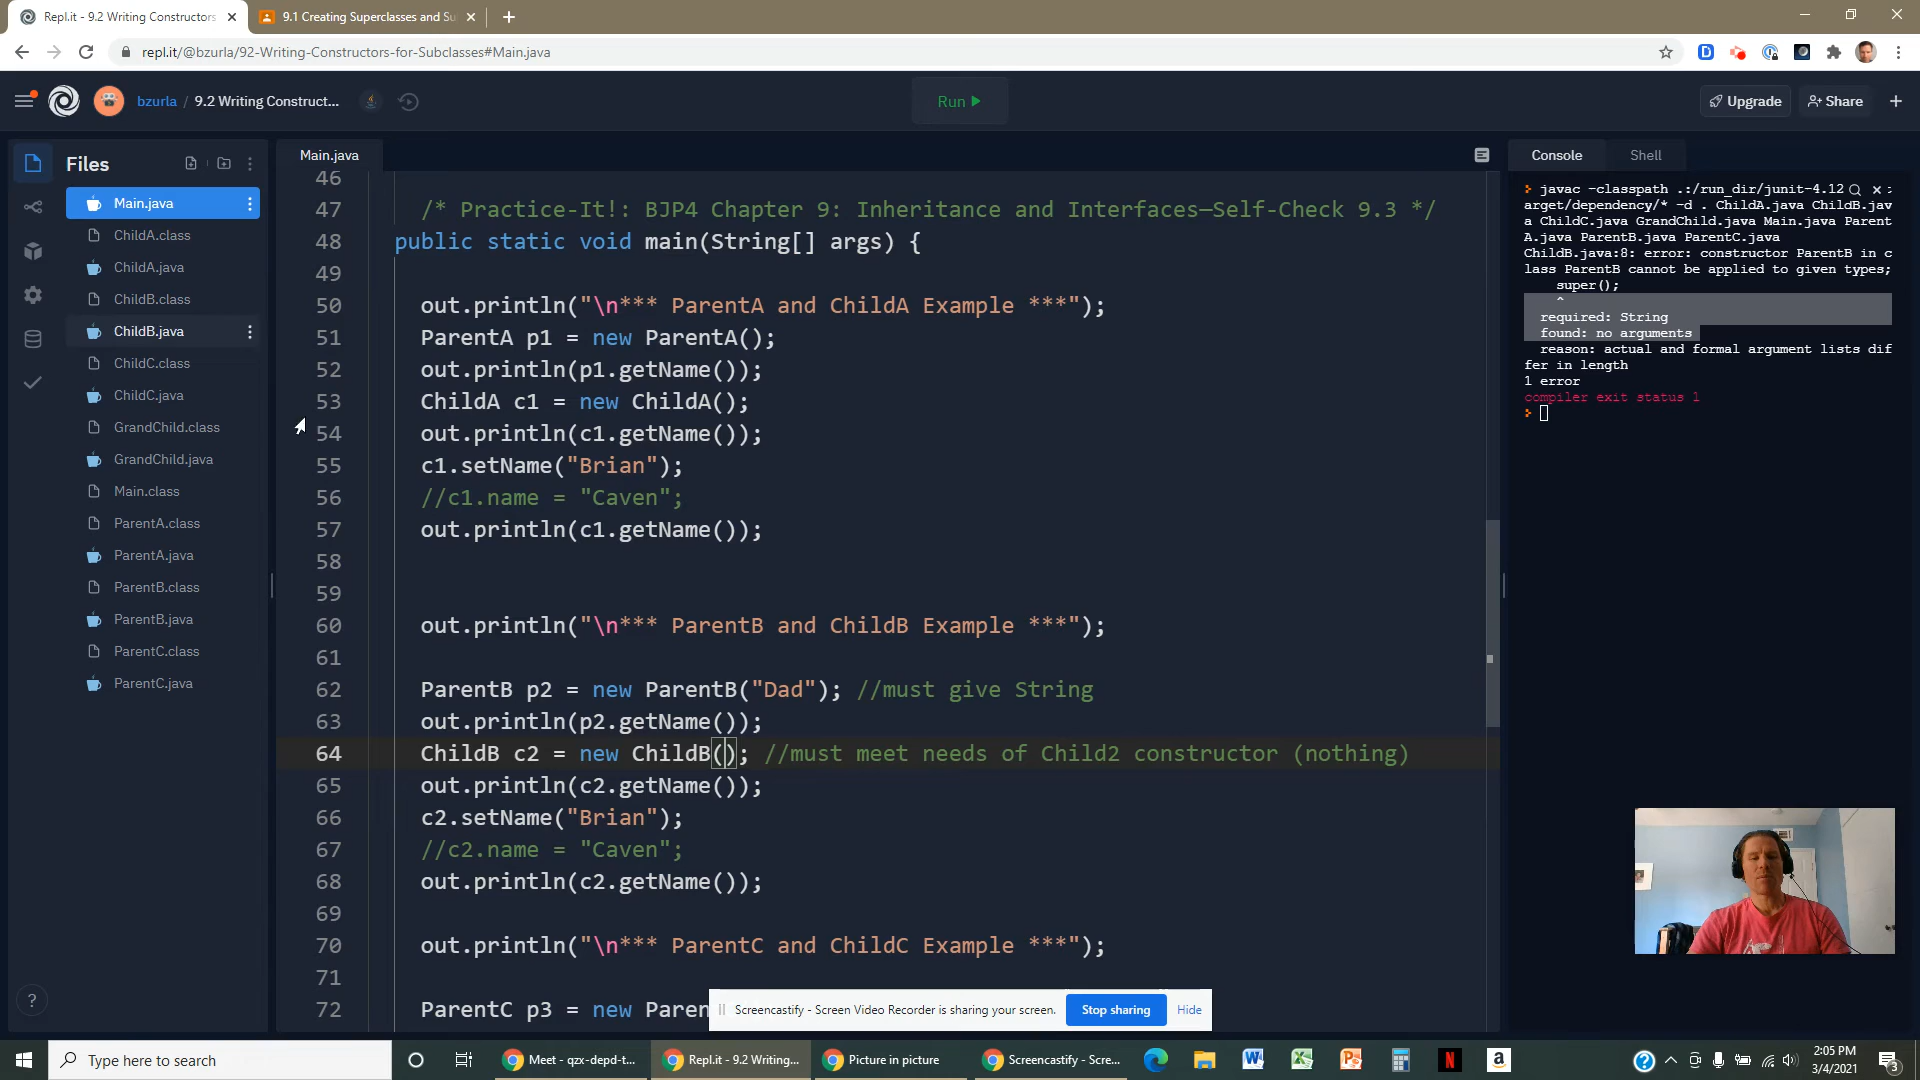 Repl.it - 9.2 Writing Constructors
9.1 Creating Superclasses and Su
repl.it/@bzurla/92-Writing-Constructors-for-Subclasses#Main.java
bzurla / 9.2 Writing Construct...
Run
Upgrade
Share
Files
Main.java
ChildA.class
ChildA.java
ChildB.class
ChildB.java
ChildC.class
ChildC.java
GrandChild.class
GrandChild.java
Main.class
ParentA.class
ParentA.java
ParentB.class
ParentB.java
ParentC.class
ParentC.java
Main.java
46
47 /* Practice-It!: BJP4 Chapter 9: Inheritance and Interfaces—Self-Check 9.3 */
48 public static void main(String[] args) {
49
50 out.println("\n*** ParentA and ChildA Example ***");
51 ParentA p1 = new ParentA();
52 out.println(p1.getName());
53 ChildA c1 = new ChildA();
54 out.println(c1.getName());
55 c1.setName("Brian");
56 //c1.name = "Caven";
57 out.println(c1.getName());
58
59
60 out.println("\n*** ParentB and ChildB Example ***");
61
62 ParentB p2 = new ParentB("Dad"); //must give String
63 out.println(p2.getName());
64 ChildB c2 = new ChildB(); //must meet needs of Child2 constructor (nothing)
65 out.println(c2.getName());
66 c2.setName("Brian");
67 //c2.name = "Caven";
68 out.println(c2.getName());
69
70 out.println("\n*** ParentC and ChildC Example ***");
71
72 ParentC p3 = new Paren
Console
Shell
javac -classpath .:/run_dir/junit-4.12
arget/dependency/* -d . ChildA.java ChildB.jav
a ChildC.java GrandChild.java Main.java Parent
A.java ParentB.java ParentC.java
ChildB.java:8: error: constructor ParentB in c
lass ParentB cannot be applied to given types;
super();
^
required: String
found: no arguments
reason: actual and formal argument lists dif
fer in length
1 error
compiler exit status 1
Screencastify - Screen Video Recorder is sharing your screen.
Stop sharing
Hide
Type here to search
Meet - qzx-depd-t...
Repl.it - 9.2 Writing...
Picture in picture
Screencastify - Scre...
2:05 PM
3/4/2021
3